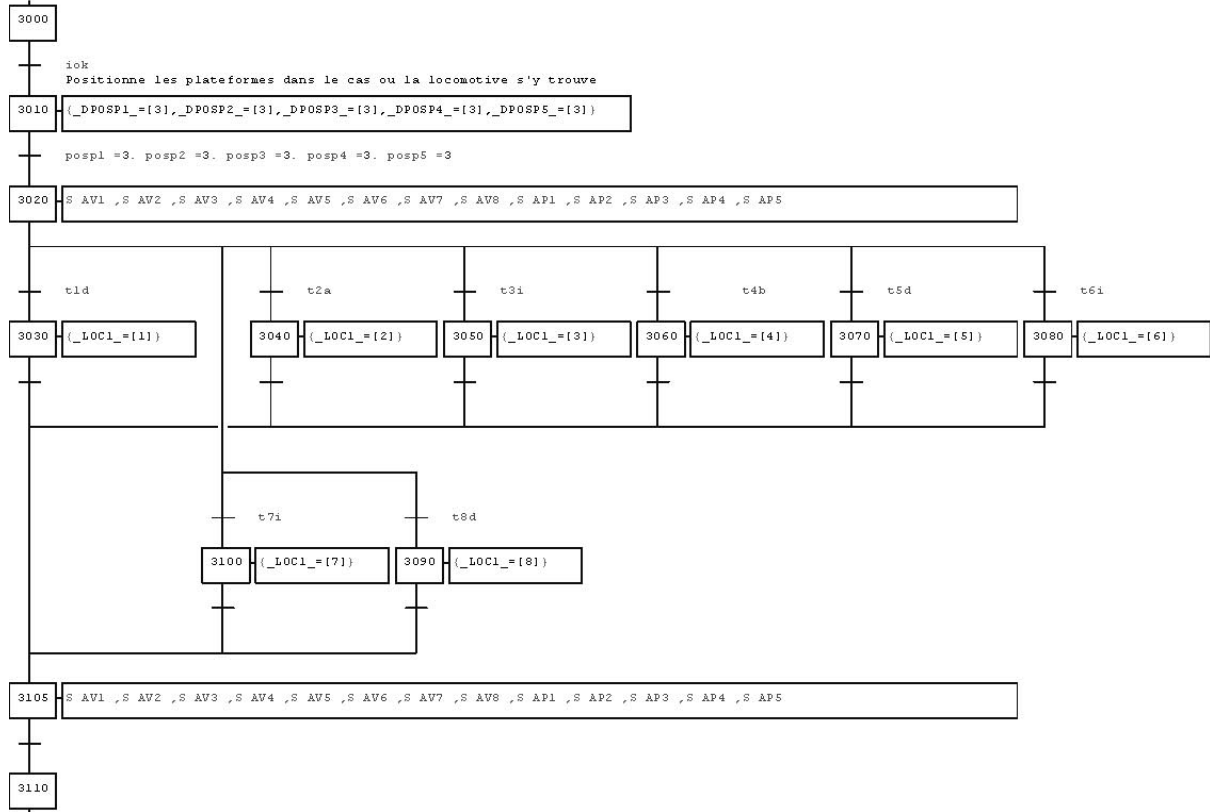 3000
iok
Positionne les plateformes dans le cas ou la locomotive s'y trouve
3010 {_DPOSP1_=[3],_DPOSP2_=[3],_DPOSP3_=[3],_DPOSP4_=[3],_DPOSP5_=[3]}
posp1 =3. posp2 =3. posp3 =3. posp4 =3. posp5 =3
3020 S AV1 ,S AV2 ,S AV3 ,S AV4 ,S AV5 ,S AV6 ,S AV7 ,S AV8 ,S AP1 ,S AP2 ,S AP3 ,S AP4 ,S AP5
t1d t2a t3i t4b t5d t6i
3030 {_LOC1_=[1]} 3040 {_LOC1_=[2]} 3050 {_LOC1_=[3]} 3060 {_LOC1_=[4]} 3070 {_LOC1_=[5]} 3080 {_LOC1_=[6]}
t7i t8d
3100 {_LOC1_=[7]} 3090 {_LOC1_=[8]}
3105 S AV1 ,S AV2 ,S AV3 ,S AV4 ,S AV5 ,S AV6 ,S AV7 ,S AV8 ,S AP1 ,S AP2 ,S AP3 ,S AP4 ,S AP5
3110